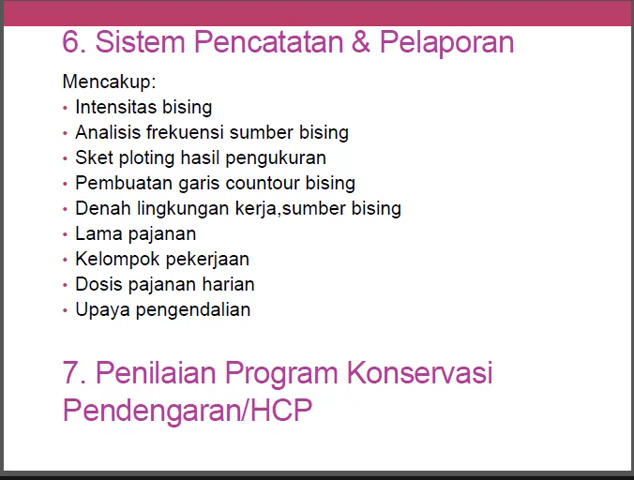 6. Sistem Pencatatan & Pelaporan
Mencakup:
• Intensitas bising
• Analisis frekuensi sumber bising
• Sket ploting hasil pengukuran
• Pembuatan garis countour bising
• Denah lingkungan kerja,sumber bising
• Lama pajanan
• Kelompok pekerjaan
• Dosis pajanan harian
• Upaya pengendalian
7. Penilaian Program Konservasi
Pendengaran/HCP